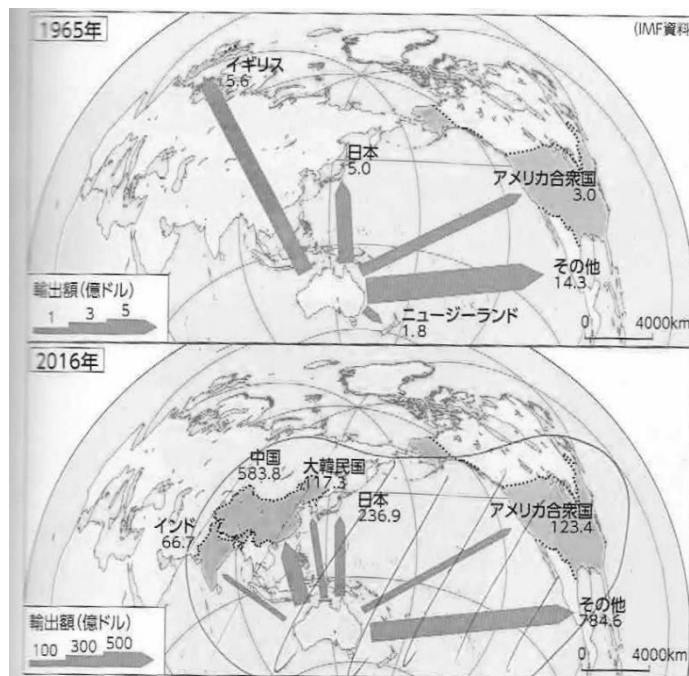 1965年
(IMF資料)
イギリス
5.6
日本
5.0
アメリカ合衆国
3.0
その他
14.3
輸出額(億ドル)
1 3 5
ニュージーランド
1.8
0 4000km
2016年
中国
583.8
大韓民国
117.3
日本
236.9
インド
66.7
アメリカ合衆国
123.4
その他
784.6
輸出額(億ドル)
100 300 500
0 4000km